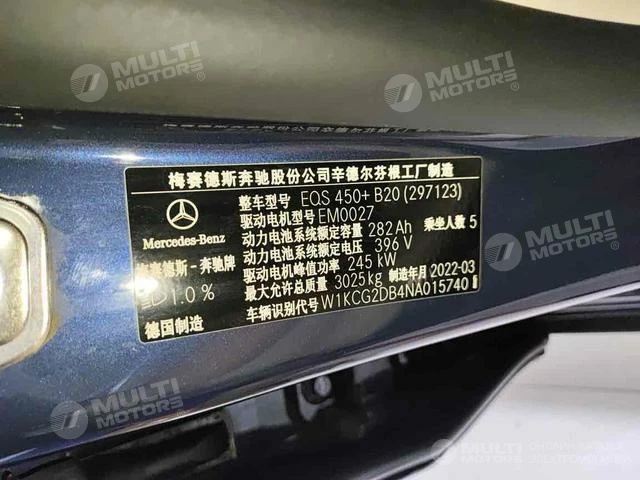 MULTI MOTORS®
MULTI MOTORS®
梅赛德斯奔驰股份公司辛德尔芬根工厂制造
整车型号 EQS 450+ B20 (297123)
驱动电机型号 EM0027
动力电池系统额定容量 282 Ah 乘坐人数 5
Mercedes-Benz
动力电池系统额定电压 396 V
梅赛德斯-奔驰牌
驱动电机峰值功率 245 kW
最大允许总质量 3025 kg 制造年月 2022-03
1.0 %
车辆识别代号 W1KCG2DB4NA015740
德国制造
MULTI MOTORS®
MULTI MOTORS®
MULTI MOTORS